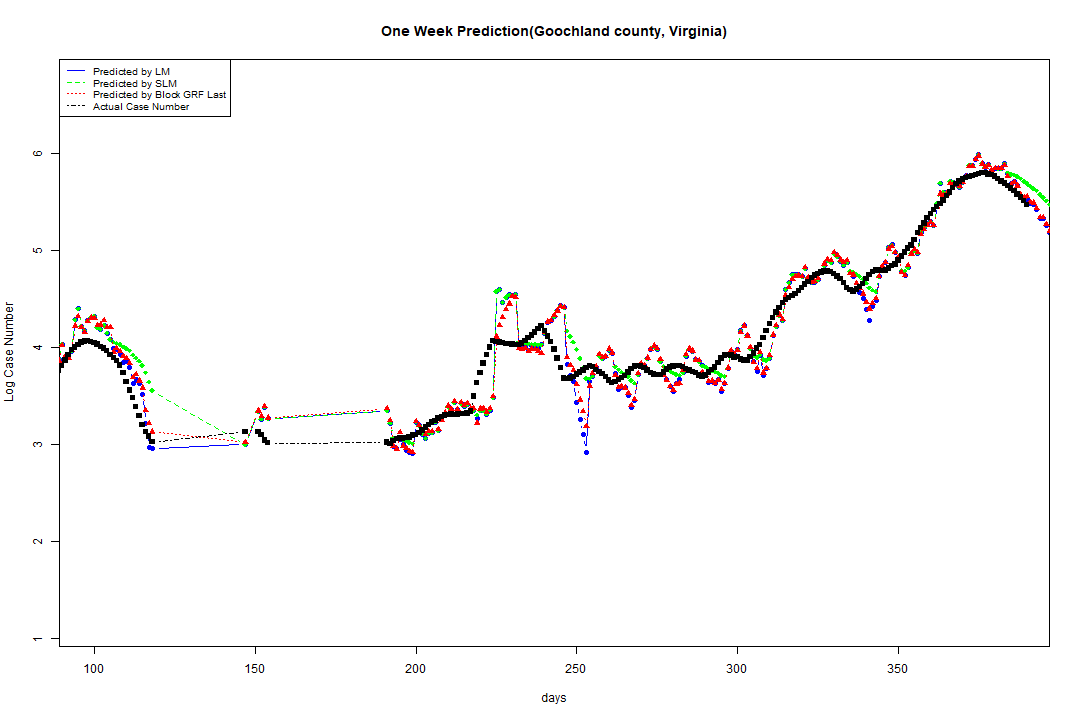 One Week Prediction(Goochland county, Virginia)
Predicted by LM
Predicted by SLM
Predicted by Block GRF Last
Actual Case Number
Log Case Number
6
5
4
3
2
1
100 150 200 250 300 350
days